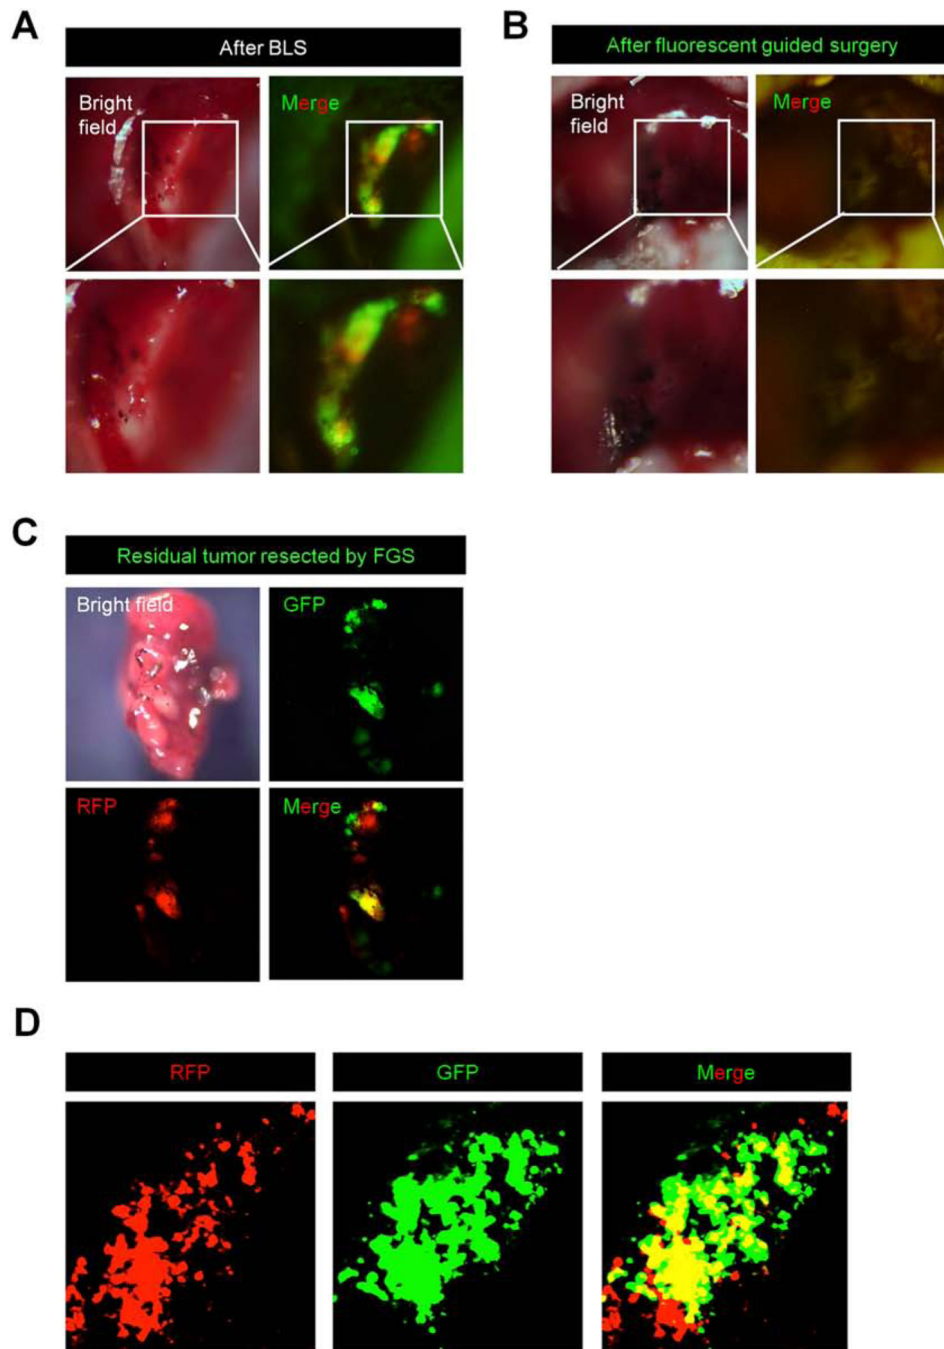 A
After BLS
Bright
field
Merge
B
After fluorescent guided surgery
Bright
field
Merge
C
Residual tumor resected by FGS
Bright field
GFP
RFP
Merge
D
RFP
GFP
Merge